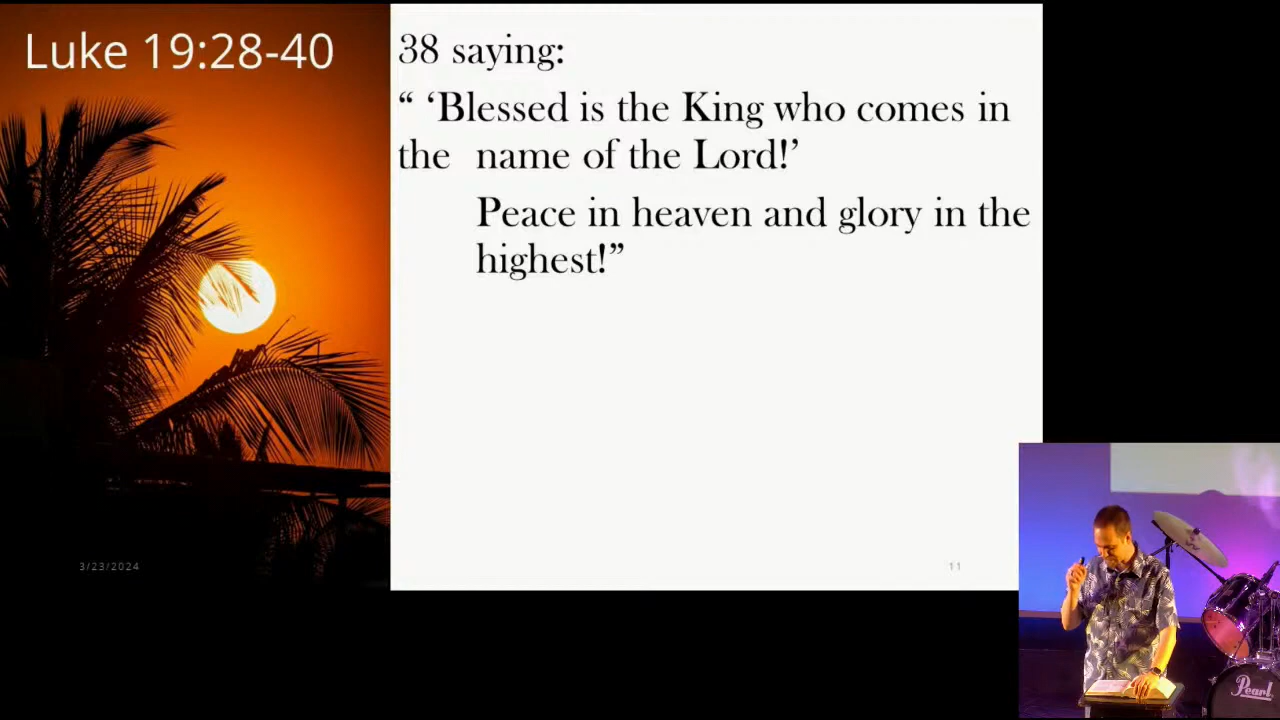 Luke 19:28-40
38 saying:
“ ‘Blessed is the King who comes in
the name of the Lord!’
Peace in heaven and glory in the
highest!”
3/23/2024
11
Pearl